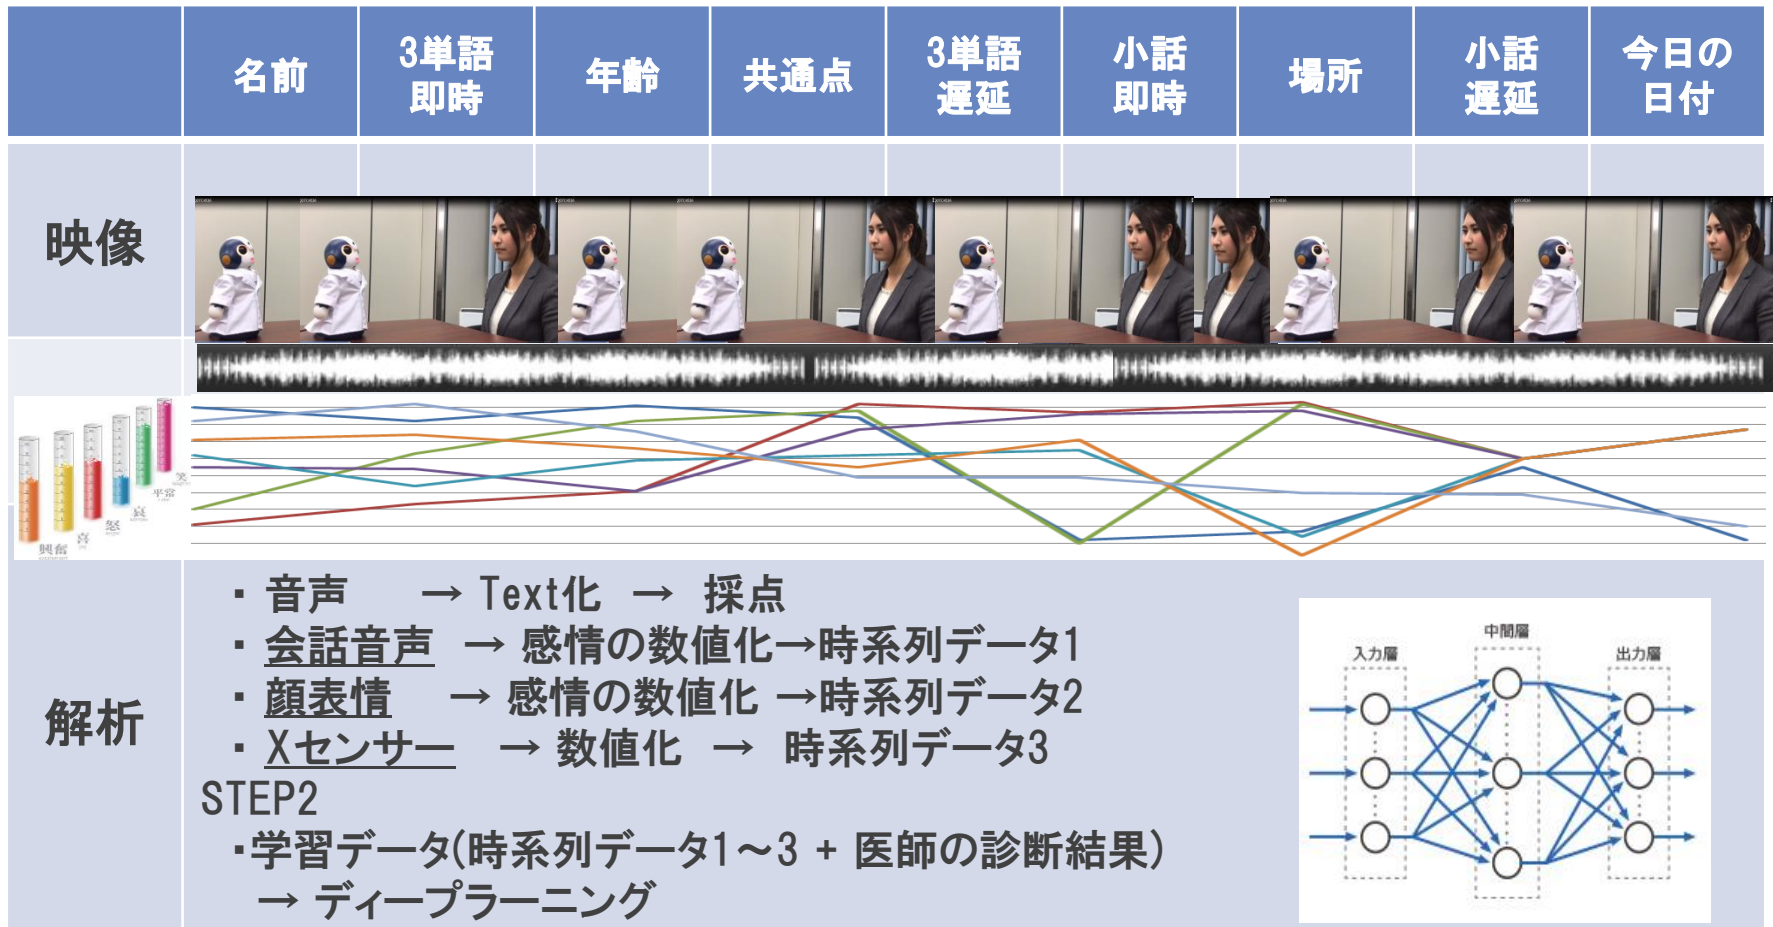 名前
3単語
即時
年齢
共通点
3単語
遅延
小話
即時
場所
小話
遅延
今日の
日付
映像
笑
平常
哀
怒
喜
興奮
解析
・音声 → Text化 → 採点
・会話音声 → 感情の数値化→時系列データ1
・顔表情 → 感情の数値化 →時系列データ2
・Xセンサー → 数値化 → 時系列データ3
STEP2
・学習データ(時系列データ1～3 + 医師の診断結果)
→ ディープラーニング
中間層
入力層
出力層